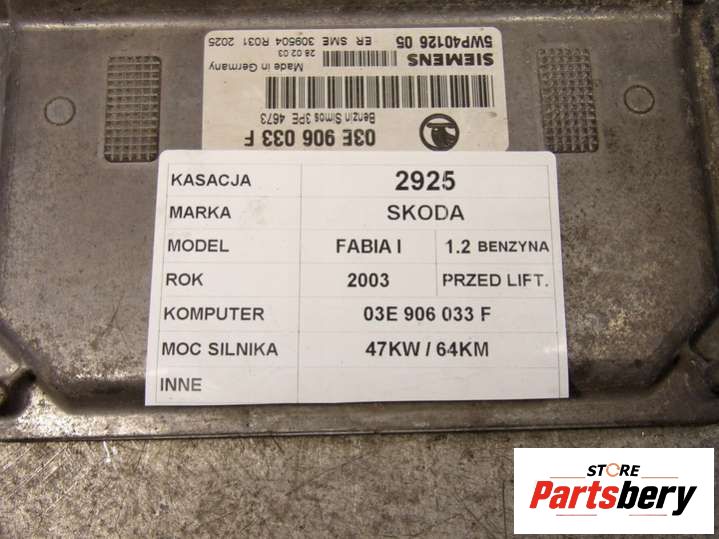 03E 906 033 F
Benzin Simos 3PE 4673
SIEMENS Made in Germany
5WP40126 05 28 02 03
ER SME 309504 R031 2025
KASACJA 2925
MARKA SKODA
MODEL FABIA I 1.2 BENZYNA
ROK 2003 PRZED LIFT.
KOMPUTER 03E 906 033 F
MOC SILNIKA 47KW / 64KM
INNE
STORE
Partsbery